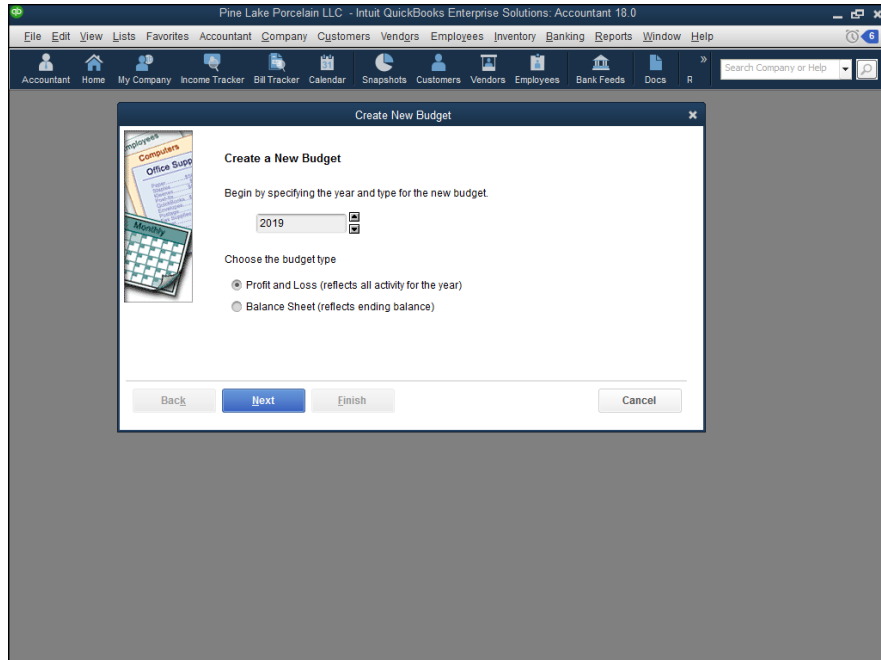 qb Pine Lake Porcelain LLC - Intuit QuickBooks Enterprise Solutions: Accountant 18.0
File Edit View Lists Favorites Accountant Company Customers Vendors Employees Inventory Banking Reports Window Help 6
Accountant Home My Company Income Tracker Bill Tracker Calendar Snapshots Customers Vendors Employees Bank Feeds Docs R » Search Company or Help
31
Create New Budget
Employees
Computers
Office Supp
Monthly
Create a New Budget
Begin by specifying the year and type for the new budget.
2019
Choose the budget type
Profit and Loss (reflects all activity for the year)
Balance Sheet (reflects ending balance)
Back Next Finish Cancel